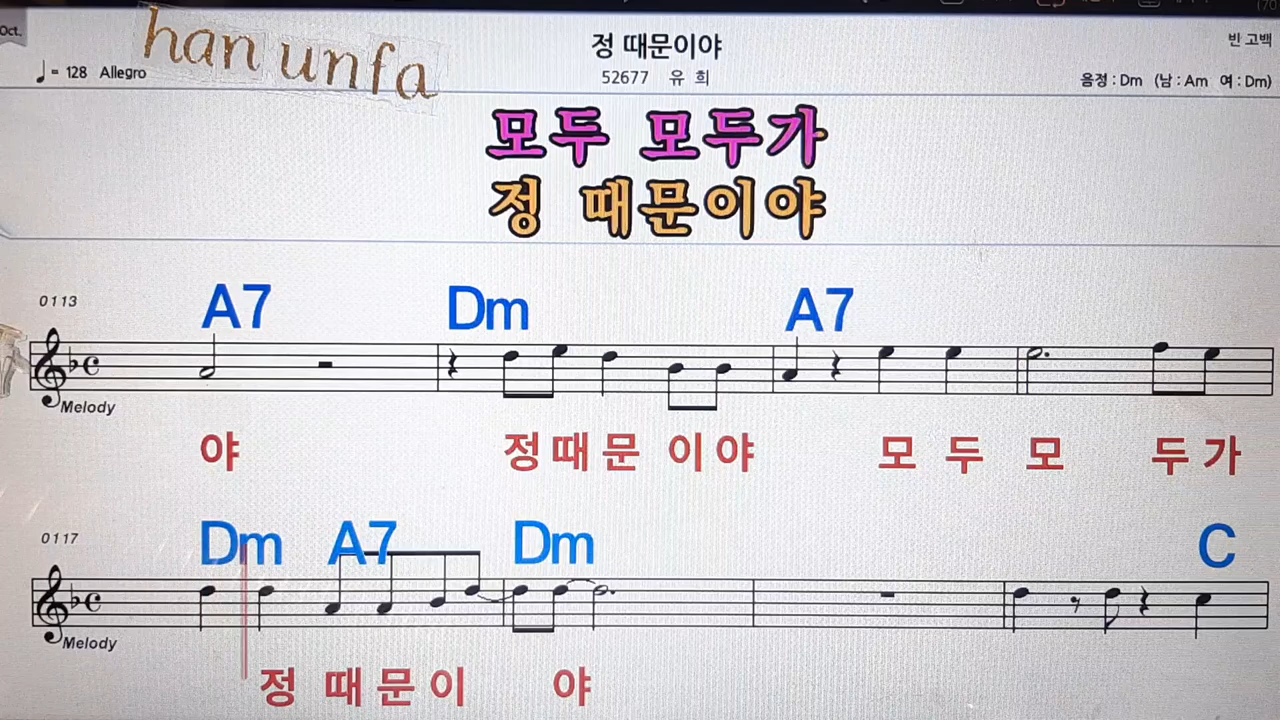 Oct.
han unfa
정 때문이야
빈 고백
♩= 128 Allegro
52677 유 희
음정 : Dm (남 : Am 여 : Dm)
모두 모두가
정 때문이야
0113
A7 Dm A7
Melody
야 정 때 문 이 야 모 두 모 두 가
0117
Dm A7 Dm C
Melody
정 때 문 이 야